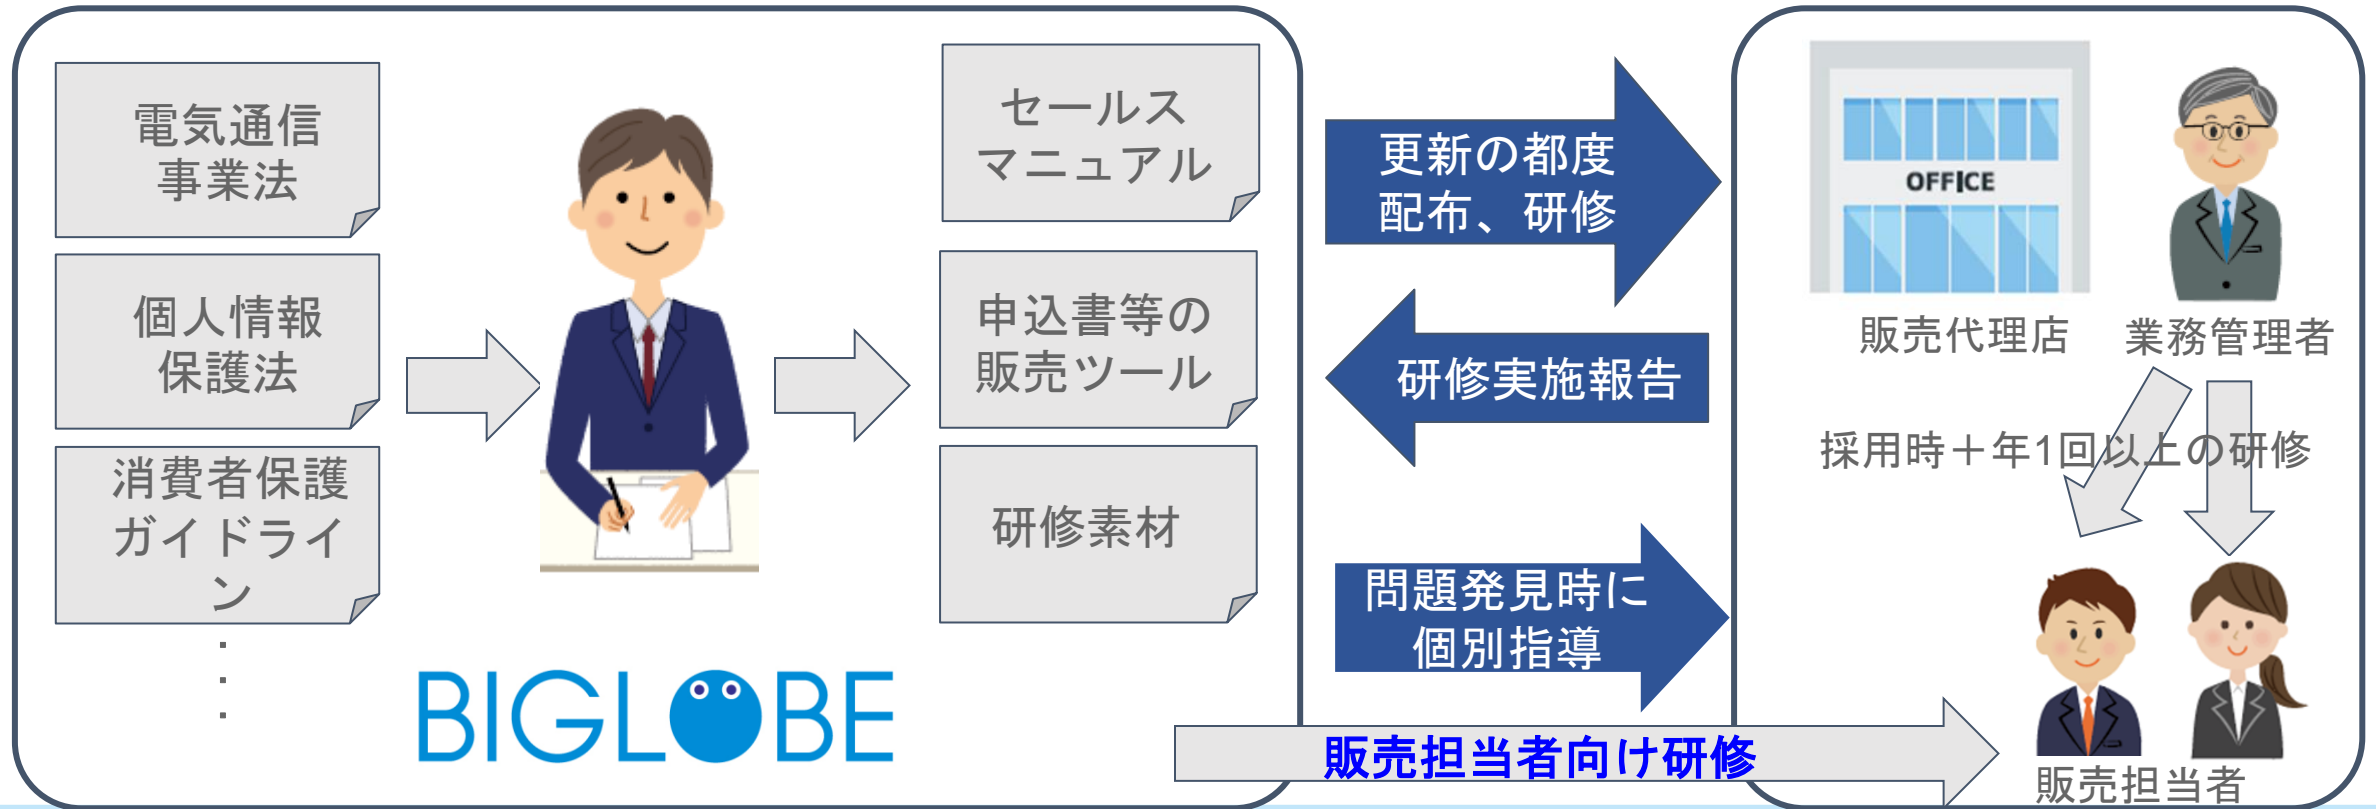 電気通信
事業法
個人情報
保護法
消費者保護
ガイドライ
ン
・
・
・
BIGLOBE
セールス
マニュアル
申込書等の
販売ツール
研修素材
更新の都度
配布、研修
研修実施報告
問題発見時に
個別指導
販売担当者向け研修
OFFICE
販売代理店
業務管理者
採用時＋年1回以上の研修
販売担当者